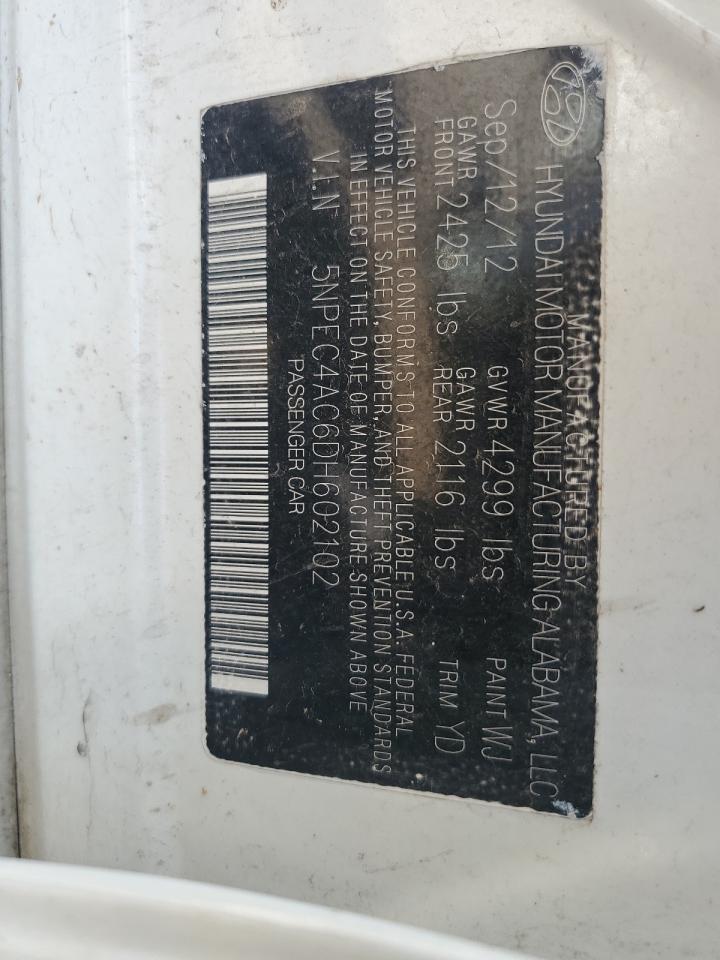 MANUFACTURED BY
HYUNDAI MOTOR MANUFACTURING ALABAMA, LLC
Sep/12/12 GVWR 4299 lbs PAINT WJ
GAWR FRONT 2425 lbs GAWR REAR 2116 lbs TRIM YD
THIS VEHICLE CONFORMS TO ALL APPLICABLE U.S.A. FEDERAL
MOTOR VEHICLE SAFETY, BUMPER, AND THEFT PREVENTION STANDARDS
IN EFFECT ON THE DATE OF MANUFACTURE SHOWN ABOVE
V.I.N 5NPEC4AC6DH602102
PASSENGER CAR